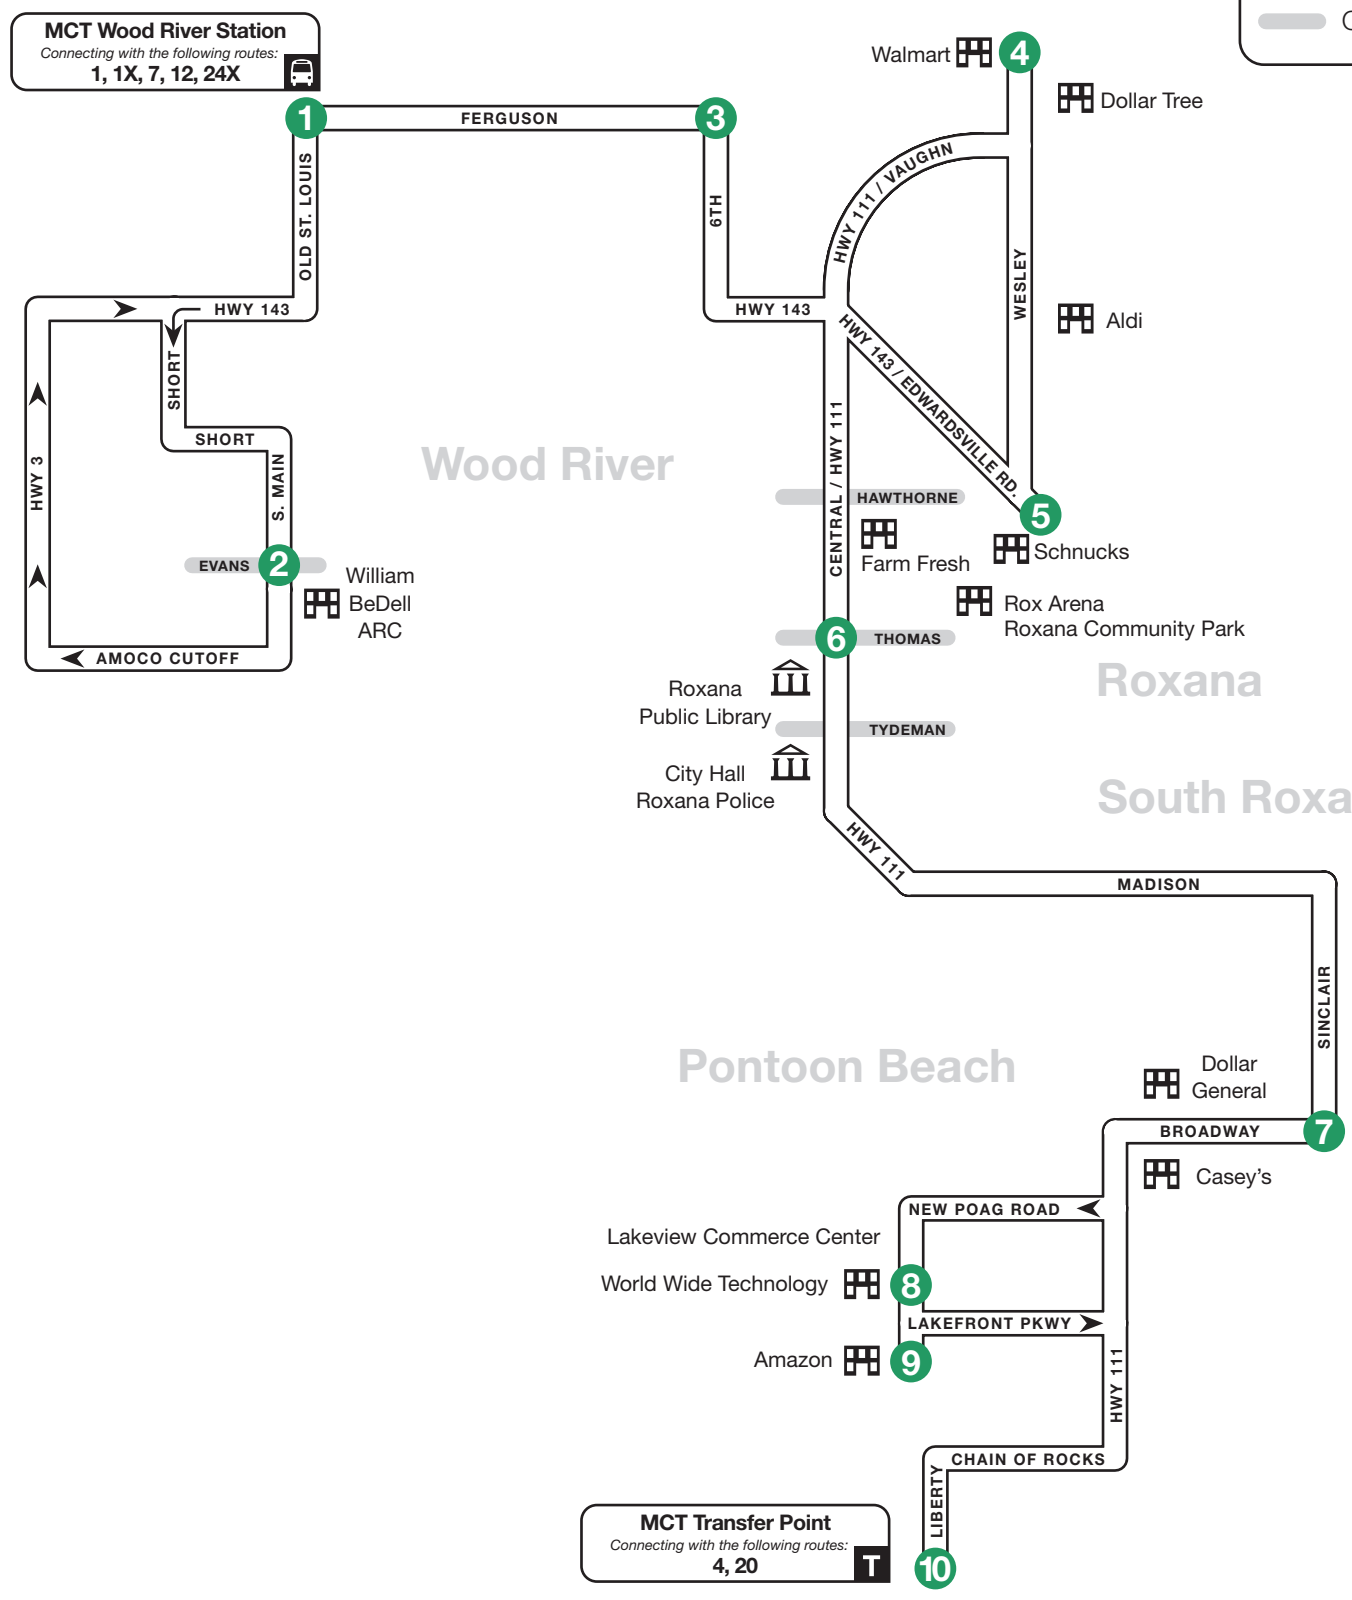 MCT Wood River Station
Connecting with the following routes:
1, 1X, 7, 12, 24X
C
Walmart
4
Dollar Tree
1
FERGUSON
3
OLD ST. LOUIS
6TH
HWY 111 / VAUGHN
WESLEY
HWY 143
HWY 143
Aldi
HWY 143 / EDWARDSVILLE RD.
SHORT
SHORT
HWY 3
S. MAIN
Wood River
CENTRAL / HWY 111
HAWTHORNE
5
Farm Fresh
Schnucks
EVANS
2
William
BeDell
ARC
Rox Arena
Roxana Community Park
6
THOMAS
AMOCO CUTOFF
Roxana
Roxana
Public Library
TYDEMAN
City Hall
Roxana Police
South Roxa
HWY 111
MADISON
SINCLAIR
Pontoon Beach
Dollar
General
BROADWAY
7
Casey's
NEW POAG ROAD
Lakeview Commerce Center
World Wide Technology
8
LAKEFRONT PKWY
Amazon
9
HWY 111
CHAIN OF ROCKS
LIBERTY
MCT Transfer Point
Connecting with the following routes:
4, 20
T
10